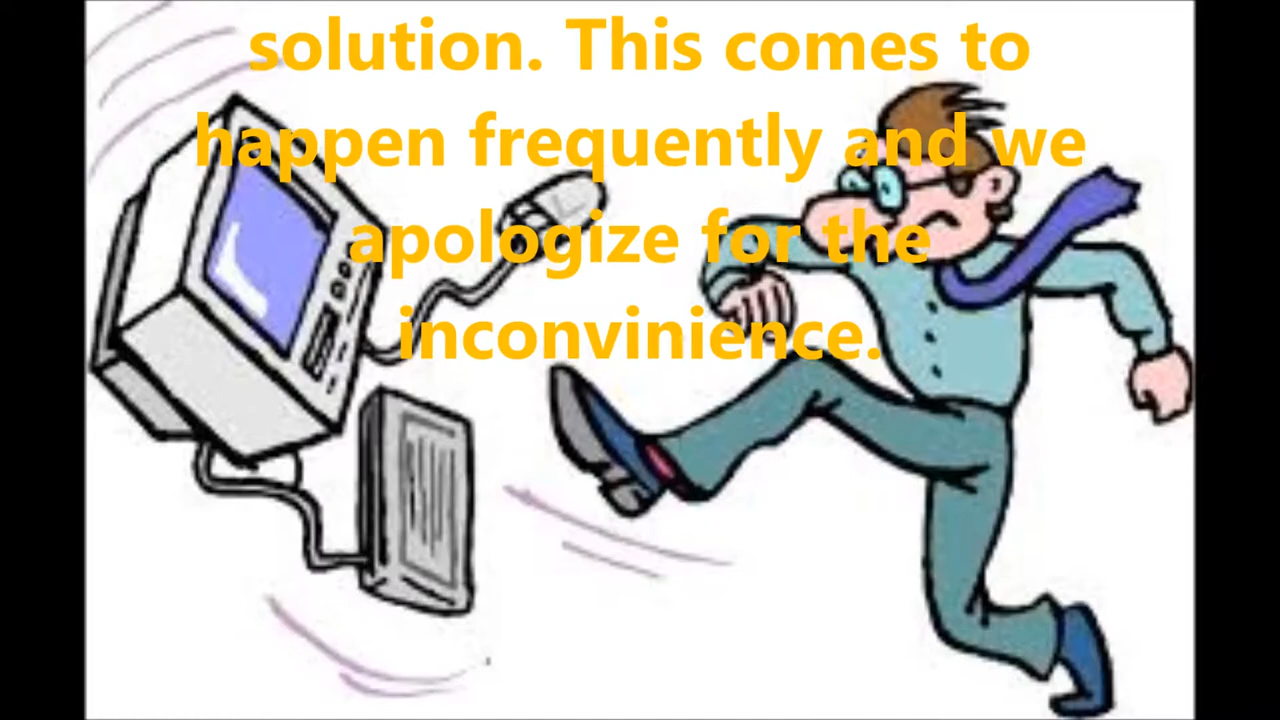 solution. This comes to
happen frequently and we
apologize for the
inconvinience.